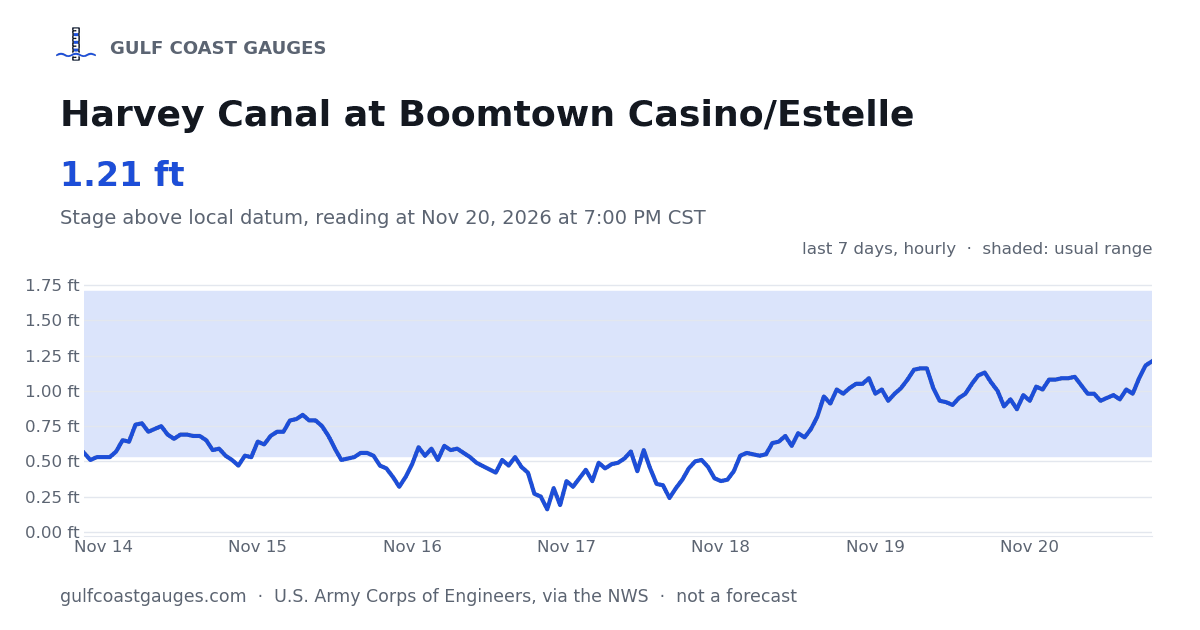 GULF COAST GAUGES
Harvey Canal at Boomtown Casino/Estelle
1.21 ft
Stage above local datum, reading at Nov 20, 2026 at 7:00 PM CST
last 7 days, hourly · shaded: usual range
1.75 ft
1.50 ft
1.25 ft
1.00 ft
0.75 ft
0.50 ft
0.25 ft
0.00 ft
Nov 14 Nov 15 Nov 16 Nov 17 Nov 18 Nov 19 Nov 20
gulfcoastgauges.com · U.S. Army Corps of Engineers, via the NWS · not a forecast